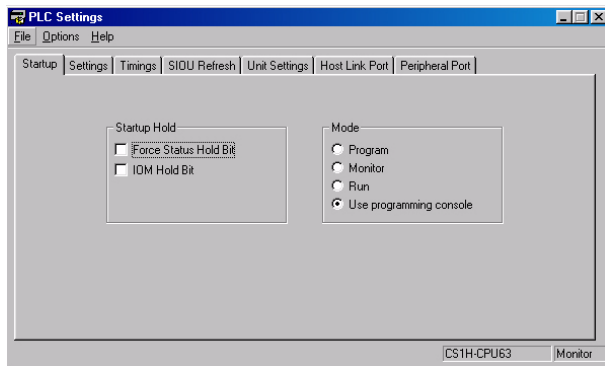 PLC Settings
File Options Help
Startup Settings Timings SIOU Refresh Unit Settings Host Link Port Peripheral Port
Startup Hold
Force Status Hold Bit
IOM Hold Bit
Mode
Program
Monitor
Run
Use programming console
CS1H-CPU63 Monitor